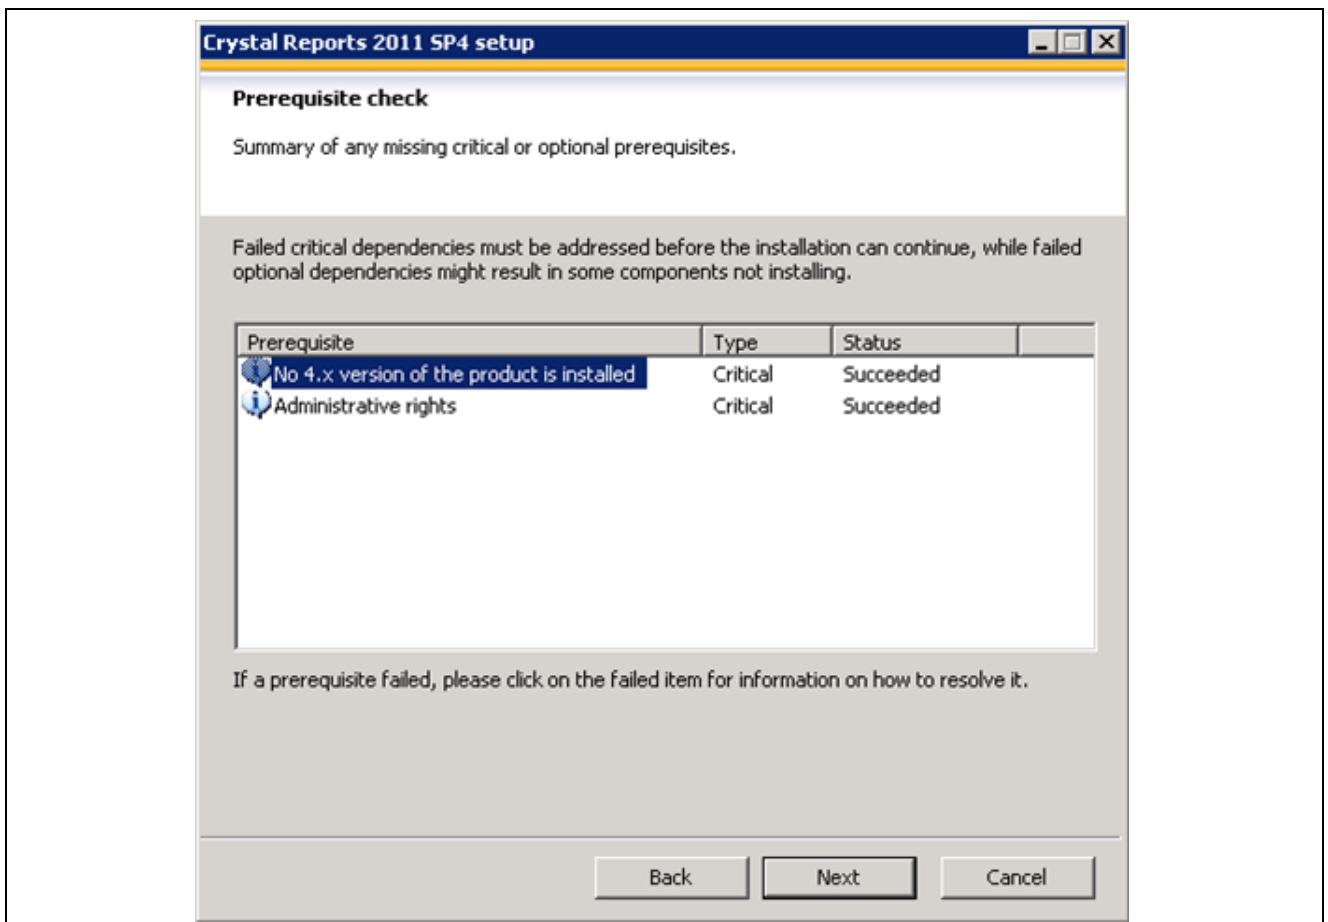 Crystal Reports 2011 SP4 setup
Prerequisite check
Summary of any missing critical or optional prerequisites.
Failed critical dependencies must be addressed before the installation can continue, while failed
optional dependencies might result in some components not installing.
Prerequisite Type Status
No 4.x version of the product is installed Critical Succeeded
Administrative rights Critical Succeeded
If a prerequisite failed, please click on the failed item for information on how to resolve it.
Back Next Cancel